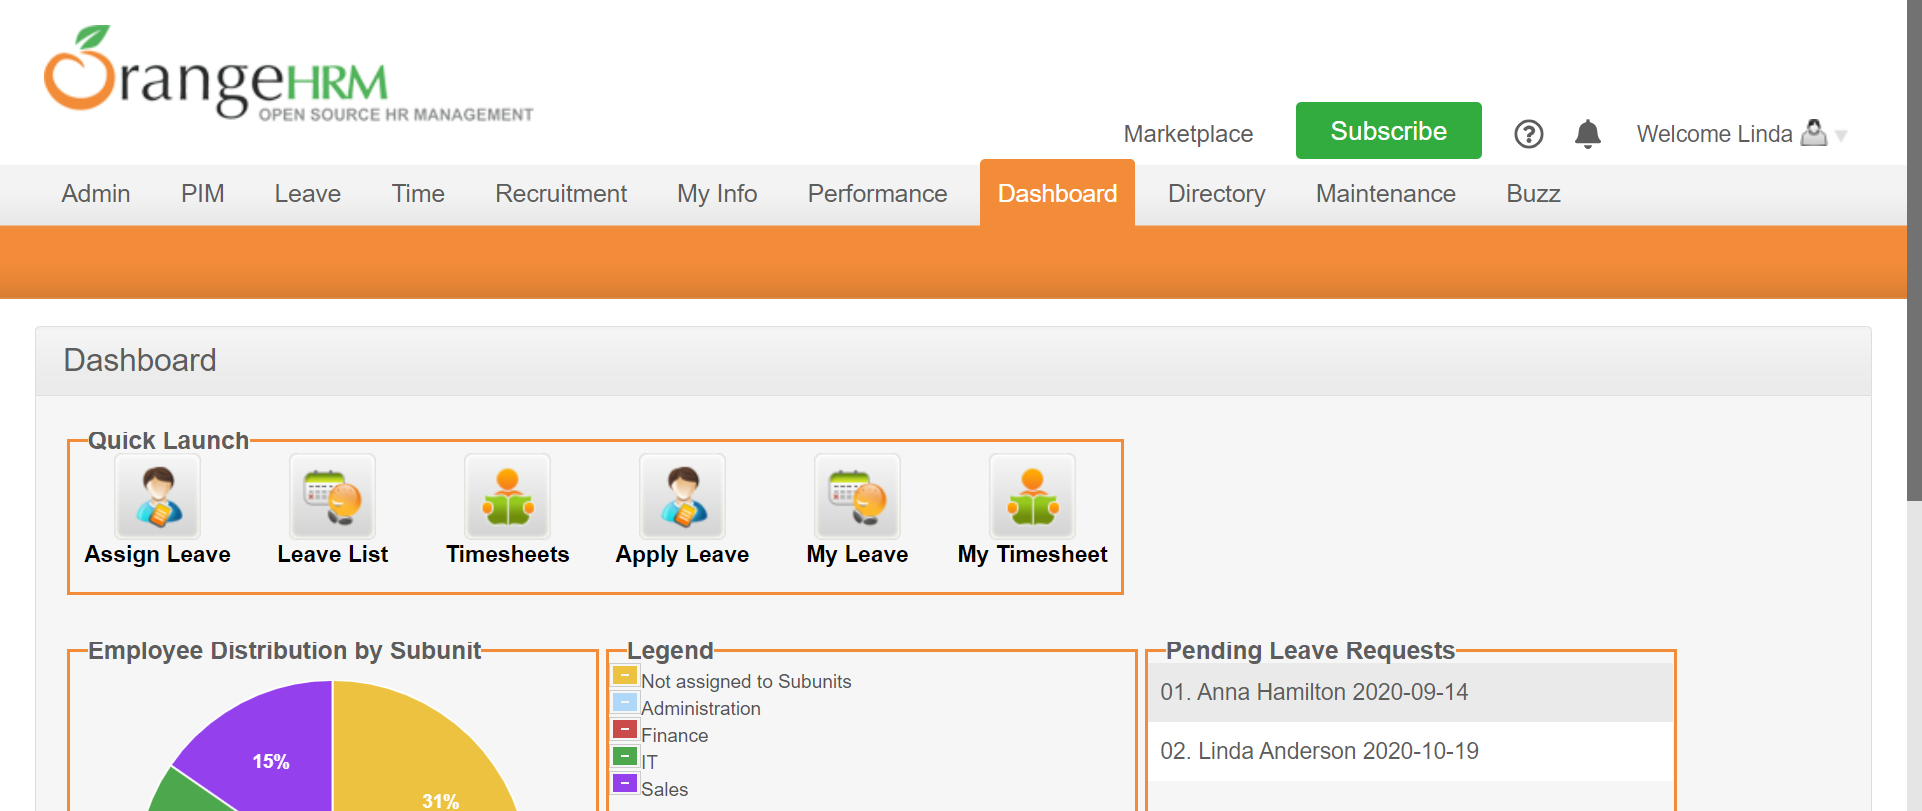 OrangeHRM
OPEN SOURCE HR MANAGEMENT
Marketplace
Subscribe
Welcome Linda
Admin PIM Leave Time Recruitment My Info Performance Dashboard Directory Maintenance Buzz
Dashboard
Quick Launch
Assign Leave Leave List Timesheets Apply Leave My Leave My Timesheet
Employee Distribution by Subunit
15%
31%
Legend
Not assigned to Subunits
Administration
Finance
IT
Sales
Pending Leave Requests
01. Anna Hamilton 2020-09-14
02. Linda Anderson 2020-10-19